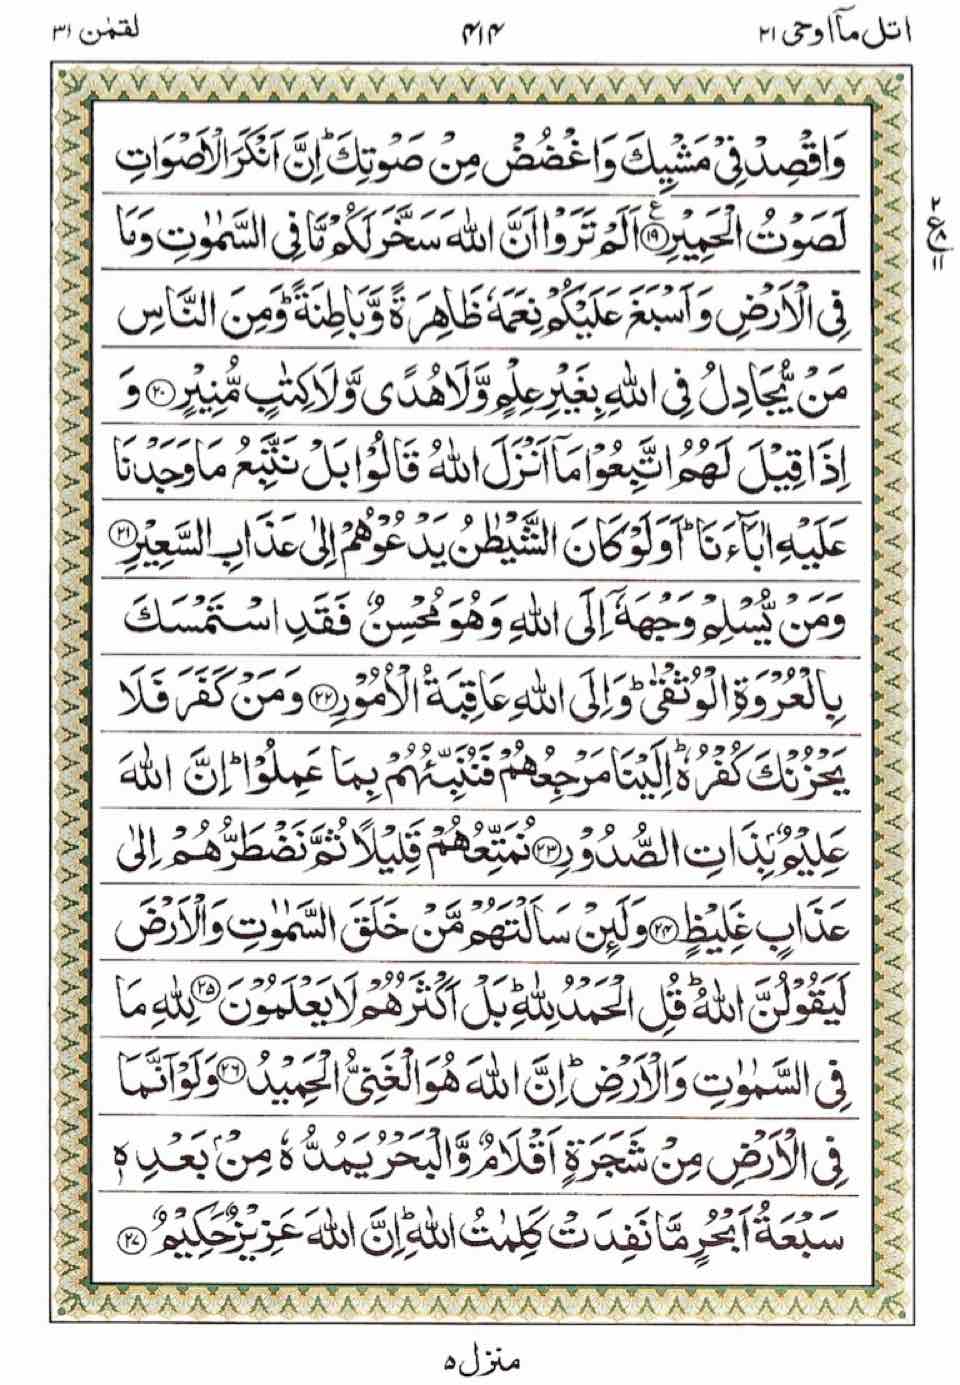 اتل مآ اوحی ۲۱
۴۱۴
لقمٰن ۳۱
وَاقْصِدْ فِیْ مَشْیِكَ وَاغْضُضْ مِنْ صَوْتِكَ ؕ اِنَّ اَنْكَرَ الْاَصْوَاتِ
لَصَوْتُ الْحَمِیْرِ ۱۹ ع اَلَمْ تَرَوْا اَنَّ اللّٰهَ سَخَّرَ لَكُمْ مَّا فِی السَّمٰوٰتِ وَمَا
۲
ع ۸
۱۱
فِی الْاَرْضِ وَاَسْبَغَ عَلَیْكُمْ نِعَمَهٗ ظَاهِرَةً وَّبَاطِنَةً ؕ وَمِنَ النَّاسِ
مَنْ یُّجَادِلُ فِی اللّٰهِ بِغَیْرِ عِلْمٍ وَّلَا هُدًی وَّلَا كِتٰبٍ مُّنِیْرٍ ۲۰ وَ
اِذَا قِیْلَ لَهُمُ اتَّبِعُوْا مَاۤ اَنْزَلَ اللّٰهُ قَالُوْا بَلْ نَتَّبِعُ مَا وَجَدْنَا
عَلَیْهِ اٰبَآءَنَا ؕ اَوَلَوْ كَانَ الشَّیْطٰنُ یَدْعُوْهُمْ اِلٰی عَذَابِ السَّعِیْرِ ۲۱
وَمَنْ یُّسْلِمْ وَجْهَهٗۤ اِلَی اللّٰهِ وَهُوَ مُحْسِنٌ فَقَدِ اسْتَمْسَكَ
بِالْعُرْوَةِ الْوُثْقٰی ؕ وَاِلَی اللّٰهِ عَاقِبَةُ الْاُمُوْرِ ۲۲ وَمَنْ كَفَرَ فَلَا
یَحْزُنْكَ كُفْرُهٗ ؕ اِلَیْنَا مَرْجِعُهُمْ فَنُنَبِّئُهُمْ بِمَا عَمِلُوْا ؕ اِنَّ اللّٰهَ
عَلِیْمٌۢ بِذَاتِ الصُّدُوْرِ ۲۳ نُمَتِّعُهُمْ قَلِیْلًا ثُمَّ نَضْطَرُّهُمْ اِلٰی
عَذَابٍ غَلِیْظٍ ۲۴ وَلَئِنْ سَاَلْتَهُمْ مَّنْ خَلَقَ السَّمٰوٰتِ وَالْاَرْضَ
لَیَقُوْلُنَّ اللّٰهُ ؕ قُلِ الْحَمْدُ لِلّٰهِ ؕ بَلْ اَكْثَرُهُمْ لَا یَعْلَمُوْنَ ۲۵ لِلّٰهِ مَا
فِی السَّمٰوٰتِ وَالْاَرْضِ ؕ اِنَّ اللّٰهَ هُوَ الْغَنِیُّ الْحَمِیْدُ ۲۶ وَلَوْ اَنَّمَا
فِی الْاَرْضِ مِنْ شَجَرَةٍ اَقْلَامٌ وَّالْبَحْرُ یَمُدُّهٗ مِنْۢ بَعْدِهٖ
سَبْعَةُ اَبْحُرٍ مَّا نَفِدَتْ كَلِمٰتُ اللّٰهِ ؕ اِنَّ اللّٰهَ عَزِیْزٌ حَكِیْمٌ ۲۷
منزل ۵